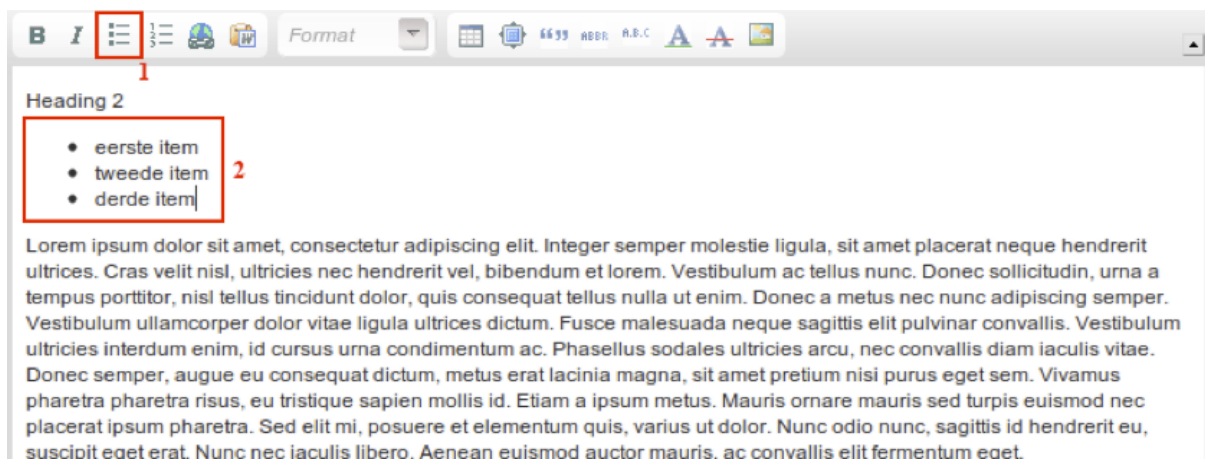 B I Format 6699 ABBR A.B.C A A
1
Heading 2
• eerste item
• tweede item 2
• derde item
Lorem ipsum dolor sit amet, consectetur adipiscing elit. Integer semper molestie ligula, sit amet placerat neque hendrerit
ultrices. Cras velit nisl, ultricies nec hendrerit vel, bibendum et lorem. Vestibulum ac tellus nunc. Donec sollicitudin, urna a
tempus porttitor, nisl tellus tincidunt dolor, quis consequat tellus nulla ut enim. Donec a metus nec nunc adipiscing semper.
Vestibulum ullamcorper dolor vitae ligula ultrices dictum. Fusce malesuada neque sagittis elit pulvinar convallis. Vestibulum
ultricies interdum enim, id cursus urna condimentum ac. Phasellus sodales ultricies arcu, nec convallis diam iaculis vitae.
Donec semper, augue eu consequat dictum, metus erat lacinia magna, sit amet pretium nisi purus eget sem. Vivamus
pharetra pharetra risus, eu tristique sapien mollis id. Etiam a ipsum metus. Mauris ornare mauris sed turpis euismod nec
placerat ipsum pharetra. Sed elit mi, posuere et elementum quis, varius ut dolor. Nunc odio nunc, sagittis id hendrerit eu,
suscipit eget erat. Nunc nec iaculis libero. Aenean euismod auctor mauris, ac convallis elit fermentum eget.